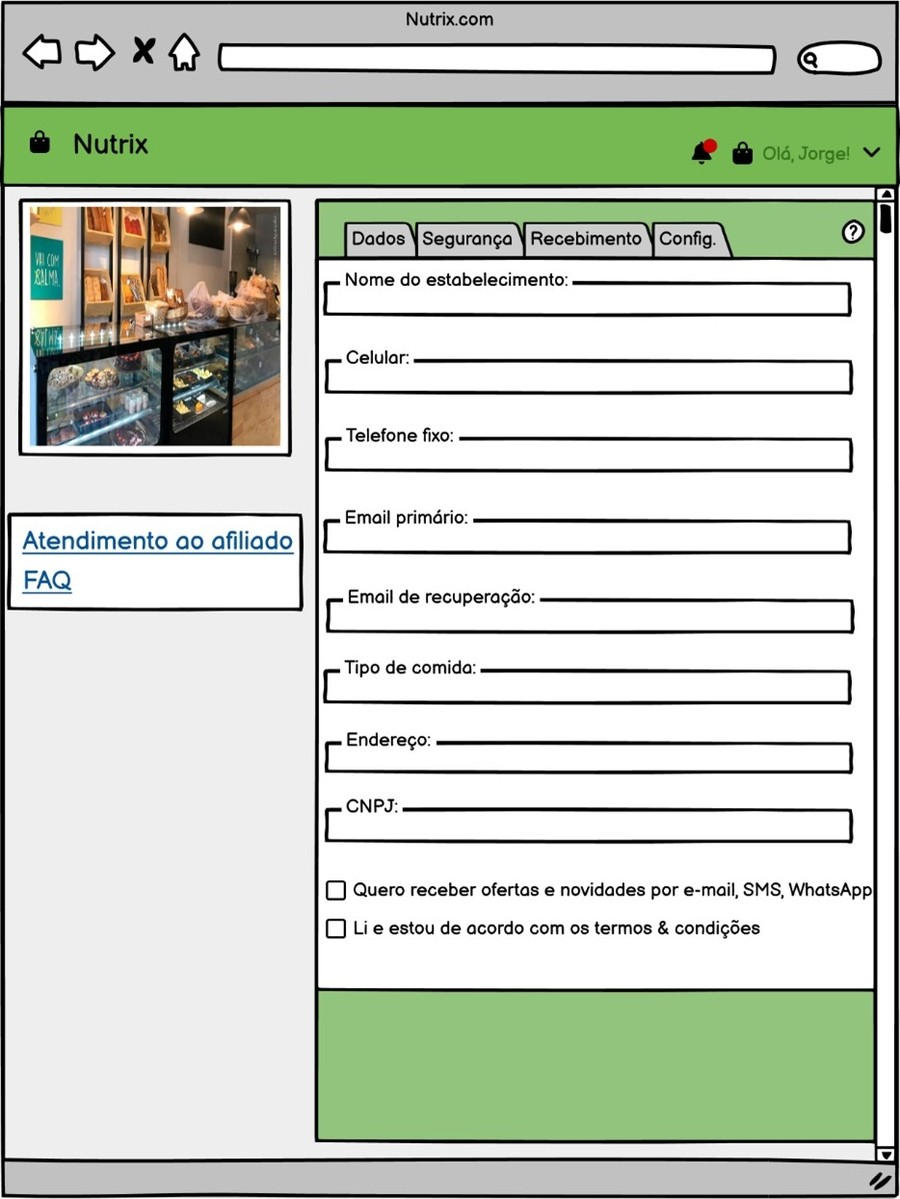 Nutrix.com
Nutrix
Olá, Jorge!
VAI COM
Dados
Segurança
Recebimento
Config.
?
Nome do estabelecimento:
Celular:
Telefone fixo:
Email primário:
Email de recuperação:
Tipo de comida:
Endereço:
CNPJ:
Quero receber ofertas e novidades por e-mail, SMS, WhatsApp
Li e estou de acordo com os termos & condições
Atendimento ao afiliado
FAQ